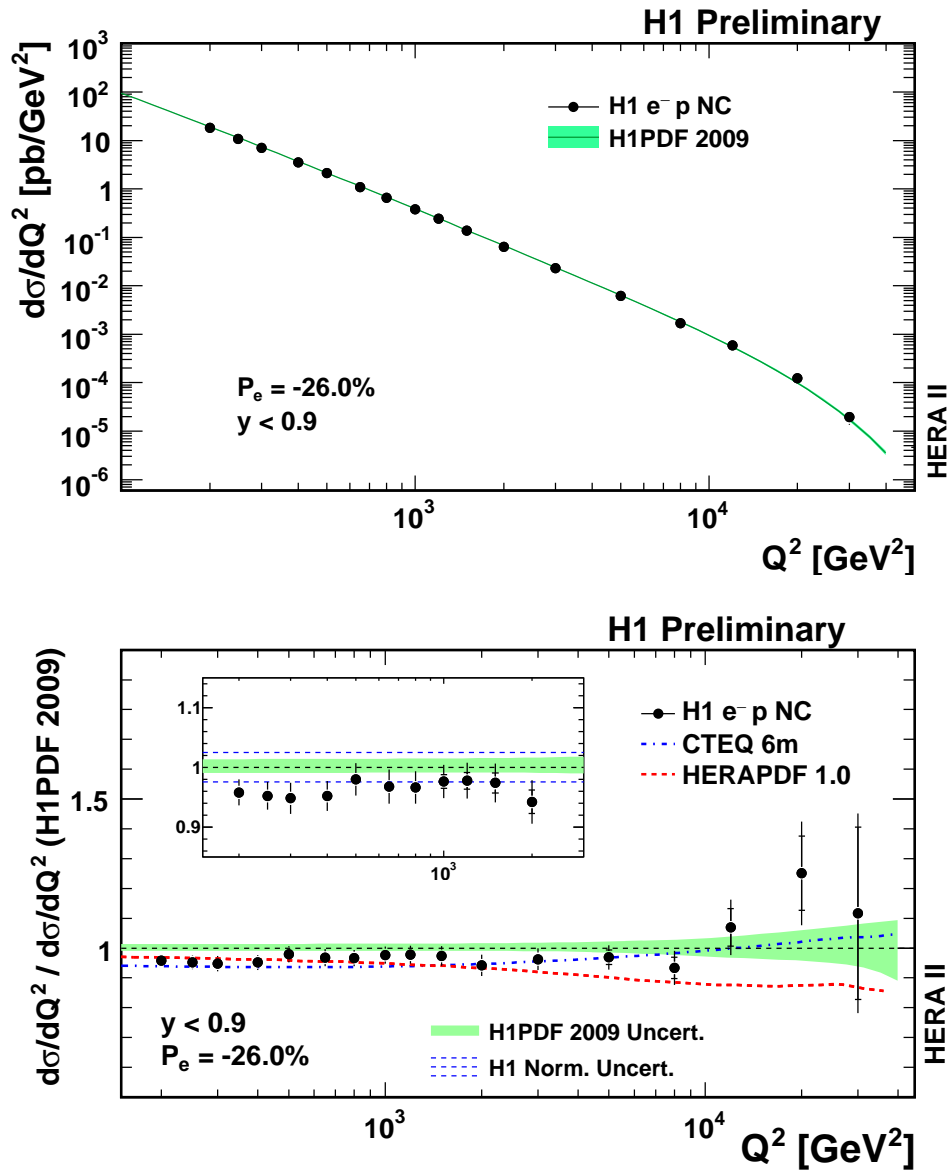 H1 Preliminary
dσ/dQ² [pb/GeV²]
10³
10²
10
1
10⁻¹
10⁻²
10⁻³
10⁻⁴
10⁻⁵
10⁻⁶
H1 e⁻ p NC
H1PDF 2009
Pₑ = -26.0%
y < 0.9
HERA II
10³
10⁴
Q² [GeV²]
H1 Preliminary
dσ/dQ² / dσ/dQ² (H1PDF 2009)
1.5
1
1.1
1
0.9
10³
H1 e⁻ p NC
CTEQ 6m
HERAPDF 1.0
y < 0.9
Pₑ = -26.0%
H1PDF 2009 Uncert.
H1 Norm. Uncert.
HERA II
10³
10⁴
Q² [GeV²]